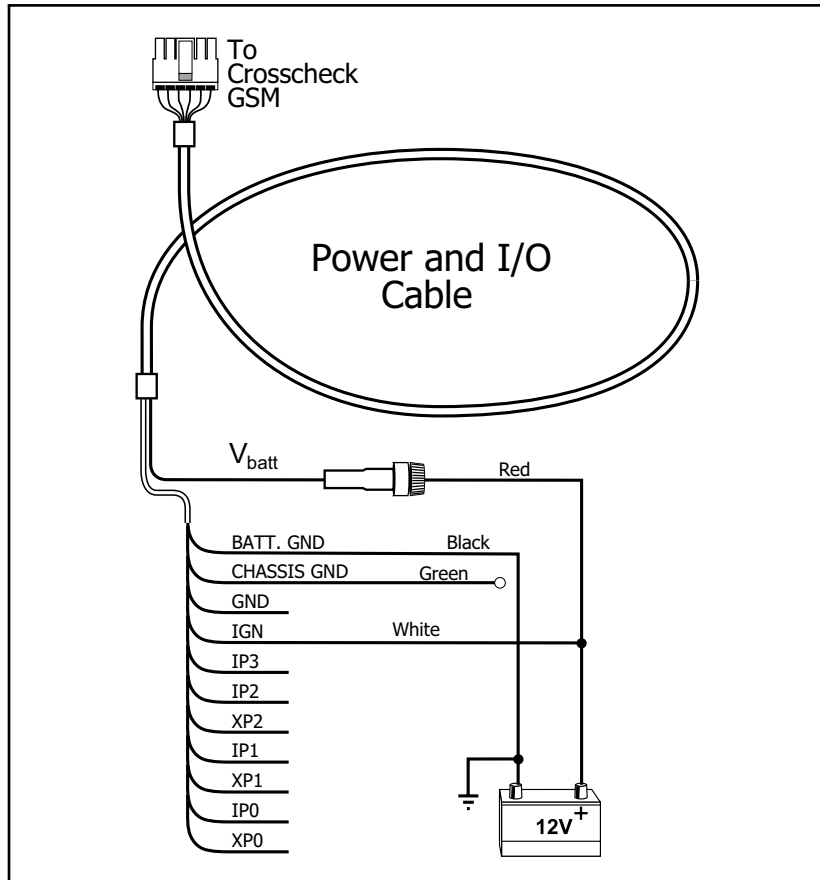 To
Crosscheck
GSM
Power and I/O
Cable
Vbatt
Red
BATT. GND Black
CHASSIS GND Green
GND
IGN White
IP3
IP2
XP2
IP1
XP1
IP0
XP0
12V +